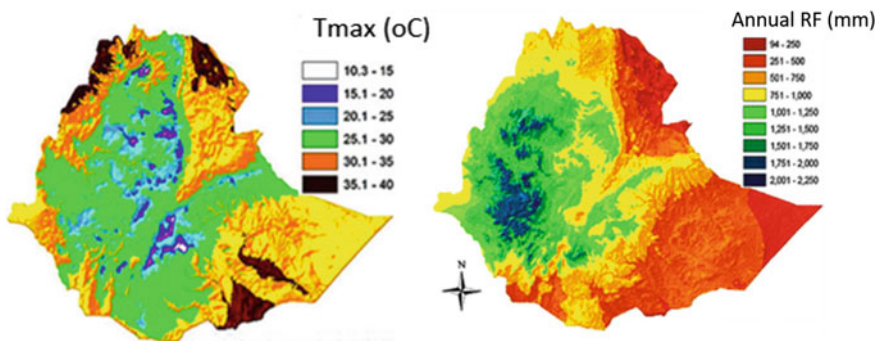 Tmax (oC)
10.3 - 15
15.1 - 20
20.1 - 25
25.1 - 30
30.1 - 35
35.1 - 40
Annual RF (mm)
94 - 250
251 - 500
501 - 750
751 - 1,000
1,001 - 1,250
1,251 - 1,500
1,501 - 1,750
1,751 - 2,000
2,001 - 2,250
N